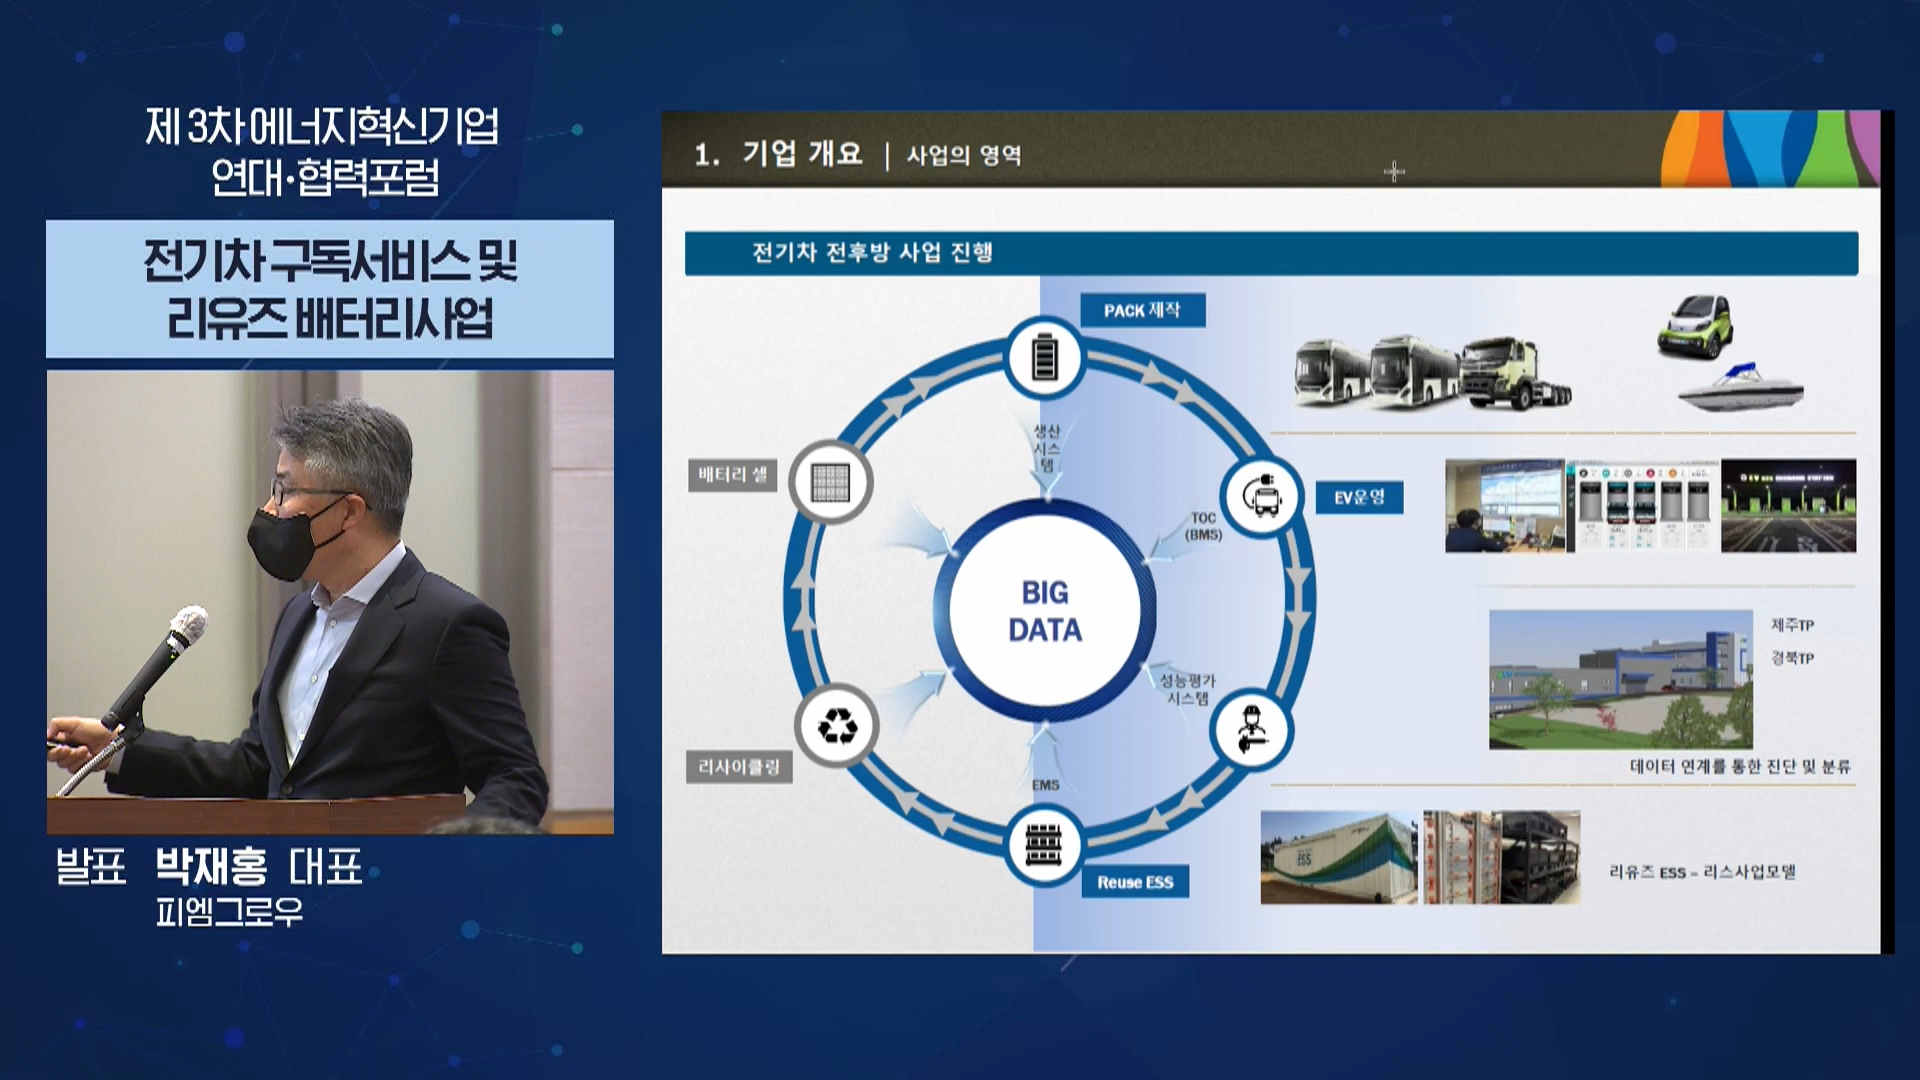 제 3차 에너지혁신기업
연대·협력포럼
전기차 구독서비스 및
리유즈 배터리사업
발표 박재홍 대표
피엠그로우
1. 기업 개요 | 사업의 영역
전기차 전후방 사업 진행
PACK 제작
생산
시스
템
배터리 셀
EV운영
TOC
(BMS)
BIG
DATA
제주TP
경북TP
성능평가
시스템
리사이클링
데이터 연계를 통한 진단 및 분류
EMS
ESS
Reuse ESS
리유즈 ESS – 리스사업모델